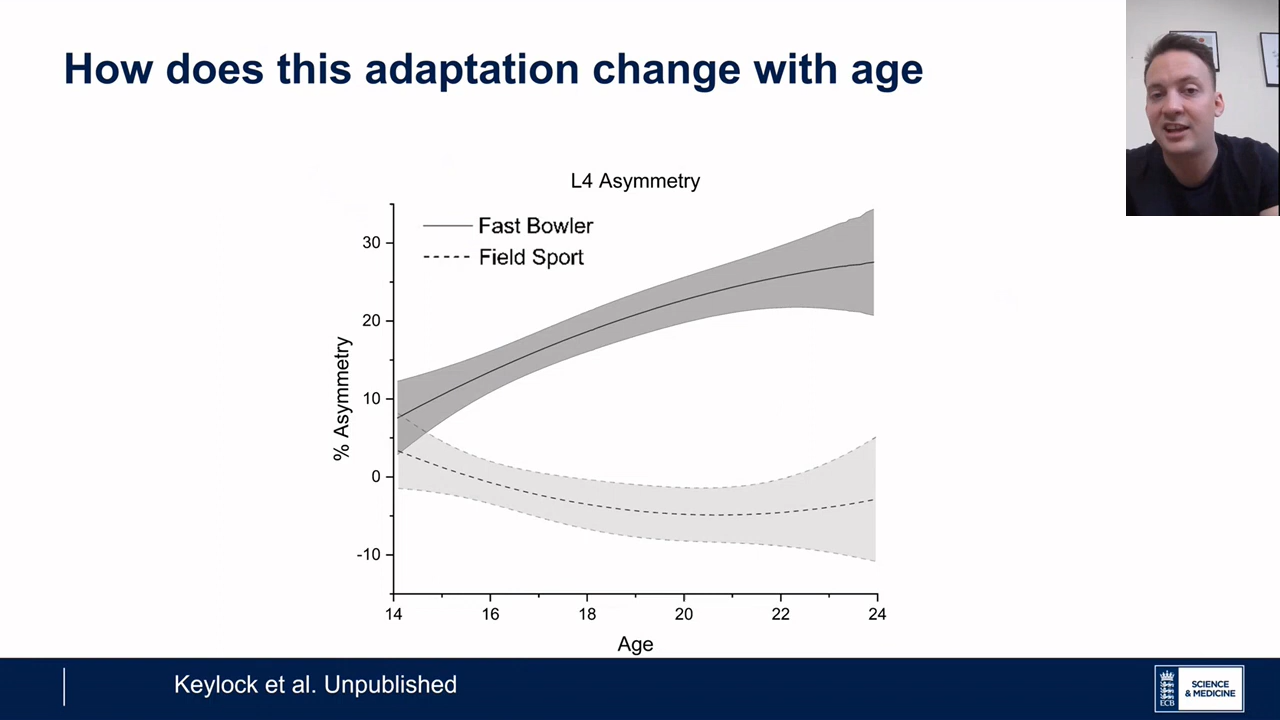 How does this adaptation change with age
L4 Asymmetry
Fast Bowler
Field Sport
30
20
10
0
-10
% Asymmetry
14 16 18 20 22 24
Age
Keylock et al. Unpublished
ECB
SCIENCE
& MEDICINE